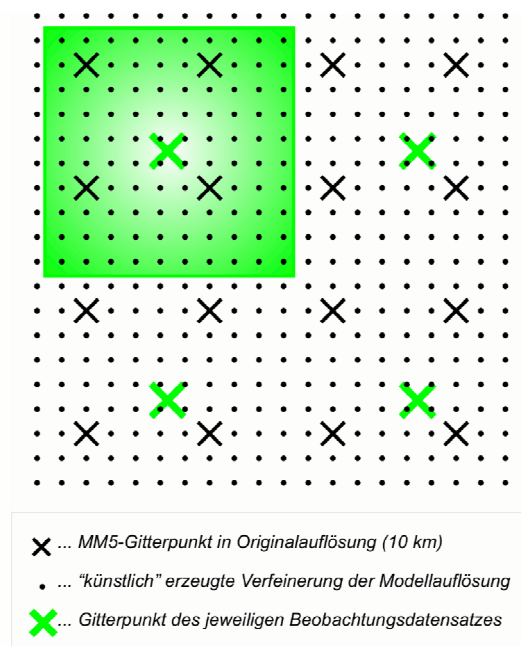 ... MM5-Gitterpunkt in Originalauflösung (10 km)
... “künstlich” erzeugte Verfeinerung der Modellauflösung
... Gitterpunkt des jeweiligen Beobachtungsdatensatzes